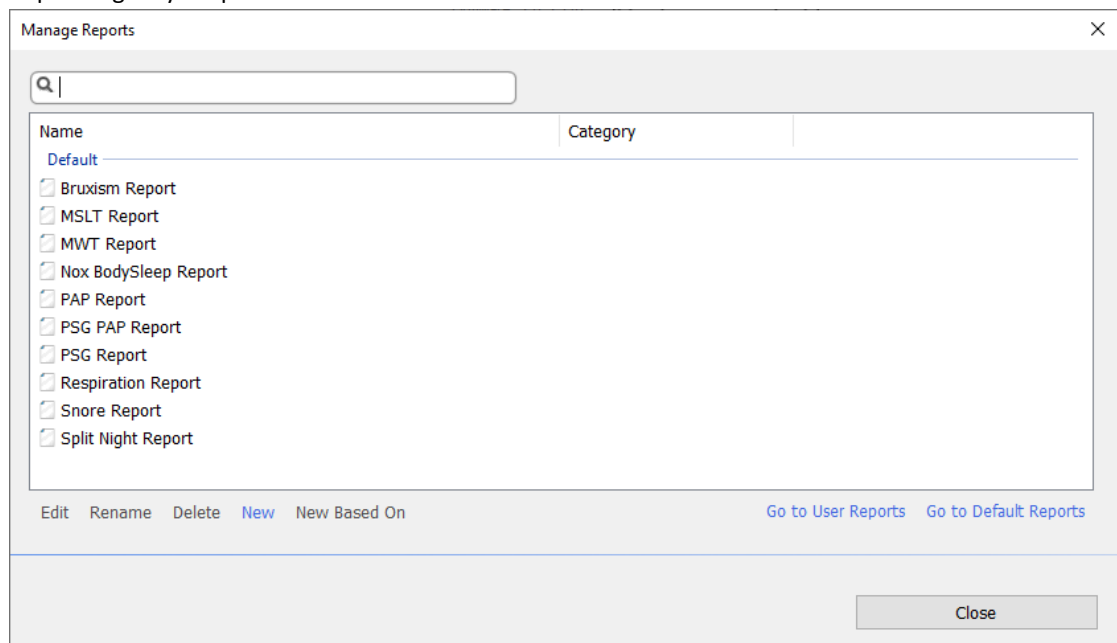 Manage Reports
Name Category
Default
Bruxism Report
MSLT Report
MWT Report
Nox BodySleep Report
PAP Report
PSG PAP Report
PSG Report
Respiration Report
Snore Report
Split Night Report
Edit Rename Delete New New Based On Go to User Reports Go to Default Reports
Close